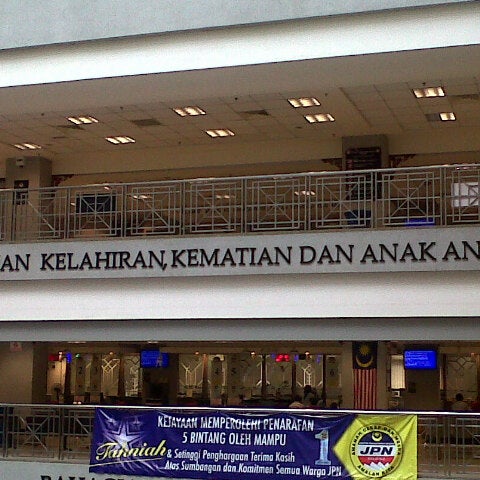 AN KELAHIRAN, KEMATIAN DAN ANAK AN
KEJAYAAN MEMPEROLEHI PENARAFAN
5 BINTANG OLEH MAMPU
Tahniah
& Setinggi Penghargaan Terima Kasih
Atas Sumbangan dan Komitmen Semua Warga JPN
1
JPN